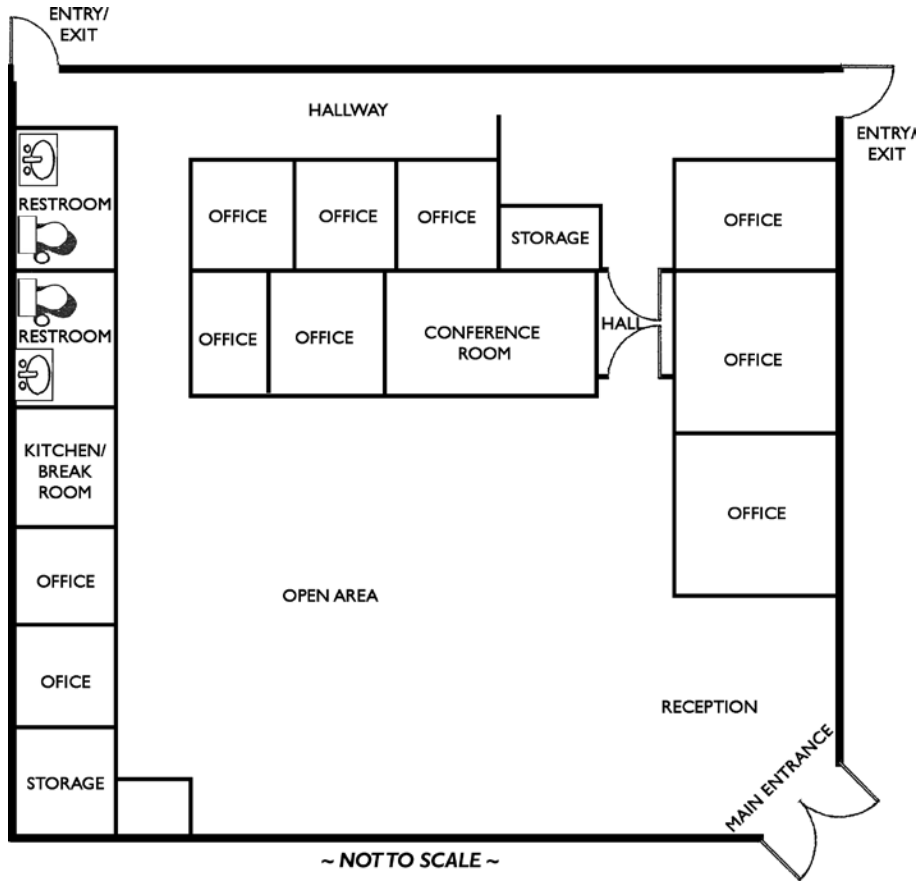 ENTRY/
EXIT
HALLWAY
ENTRY/
EXIT
RESTROOM
OFFICE
OFFICE
OFFICE
STORAGE
OFFICE
RESTROOM
OFFICE
OFFICE
CONFERENCE
ROOM
HALL
OFFICE
KITCHEN/
BREAK
ROOM
OFFICE
OFFICE
OPEN AREA
OFICE
RECEPTION
STORAGE
MAIN ENTRANCE
~ NOT TO SCALE ~